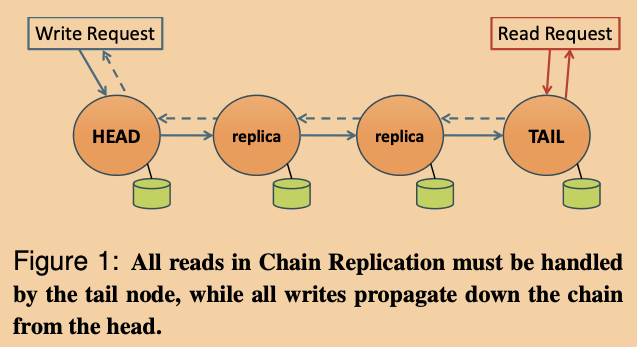 Write Request
Read Request
HEAD
replica
replica
TAIL
Figure 1: All reads in Chain Replication must be handled
by the tail node, while all writes propagate down the chain
from the head.